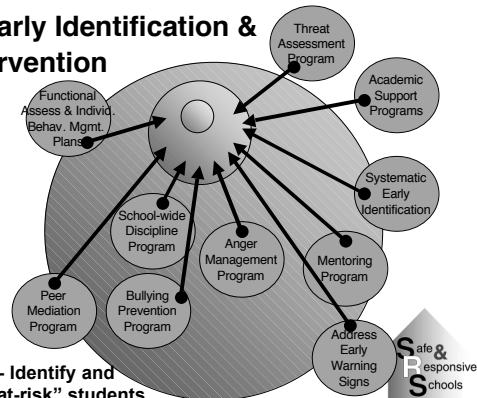 arly Identification &
rvention
Threat
Assessment
Program
Academic
Support
Programs
Functional
Assess & Individ.
Behav. Mgmt.
Plans
Systematic
Early
Identification
School-wide
Discipline
Program
Anger
Management
Program
Mentoring
Program
Peer
Mediation
Program
Bullying
Prevention
Program
Address
Early
Warning
Signs
Safe &
Responsive
Schools
- Identify and
at-risk” students